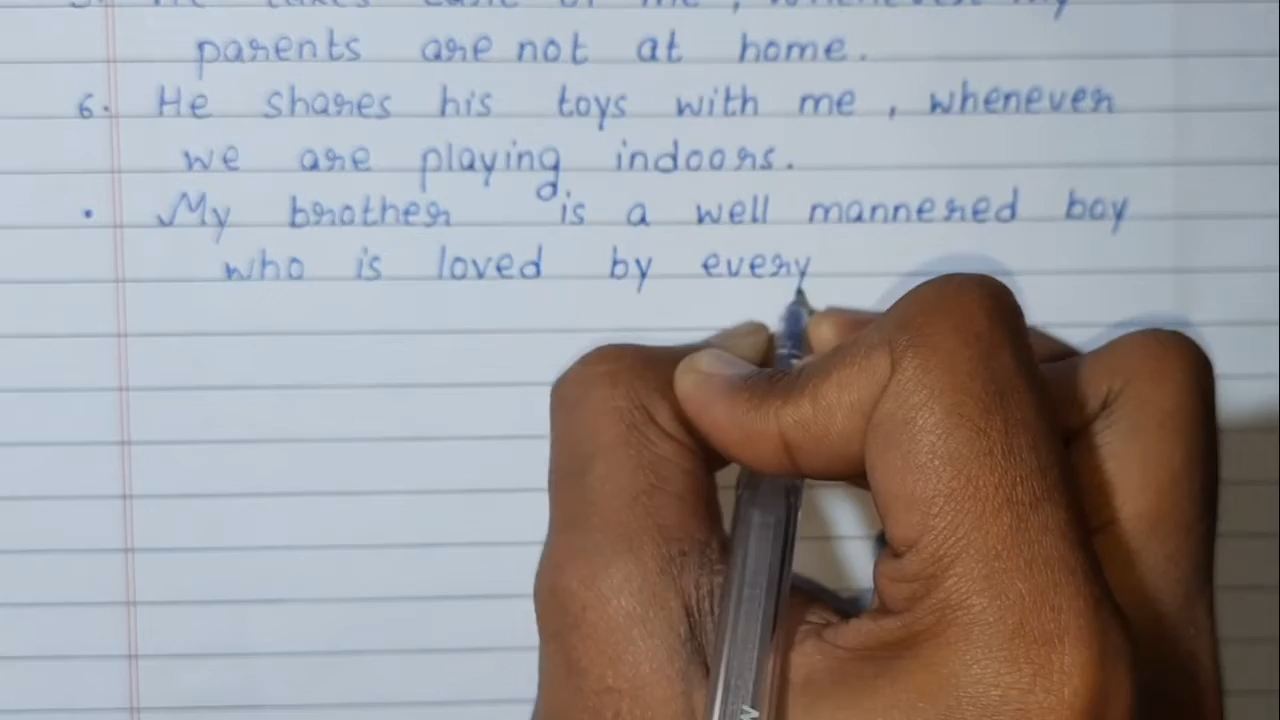 parents are not at home.
6. He shares his toys with me, whenever
we are playing indoors.
. My brother is a well mannered boy
who is loved by every